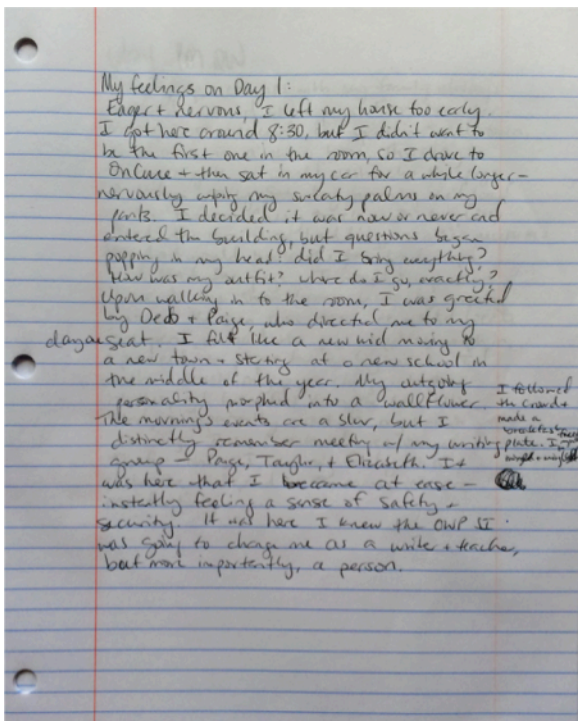 My feelings on Day 1:
Eager + nervous, I left my house too early.
I got here around 8:30, but I didn't want to
be the first one in the room, so I drove to
OnCue + then sat in my car for a while longer –
nervously wiping my sweaty palms on my
pants. I decided it was now or never and
entered the building, but questions began
popping in my head: did I bring everything?
How was my outfit? Where do I go, exactly?
Upon walking in to the room, I was greeted
by Deb + Paige, who directed me to my
seat. I felt like a new kid moving to
a new town + starting at a new school in
the middle of the year. My outgoing
personality morphed into a wallflower.
The morning's events are a blur, but I
distinctly remember meeting w/ my writing
group – Paige, Taylor, + Elizabeth. It
was here that I became at ease –
instantly feeling a sense of safety +
security. It was here I knew the OWP SI
was going to change me as a writer + teacher,
but more importantly, a person.
I followed
the crowd +
made a
breakfast
plate. I